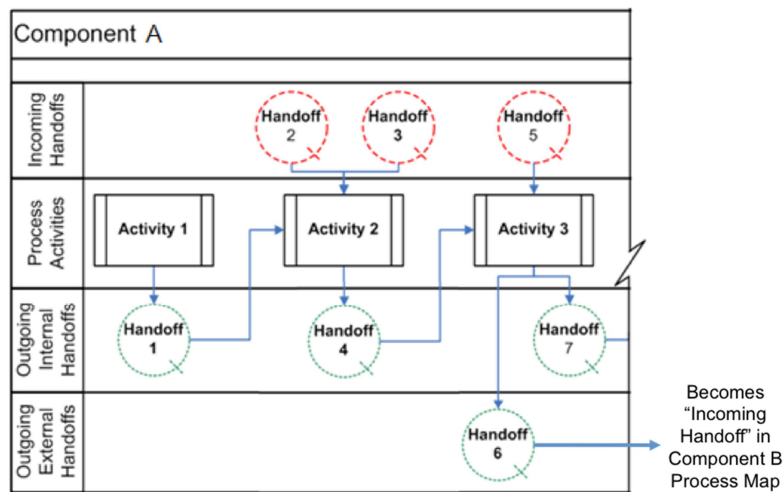 Component A
Incoming
Handoffs
Handoff
2
Handoff
3
Handoff
5
Process
Activities
Activity 1
Activity 2
Activity 3
Outgoing
Internal
Handoffs
Handoff
1
Handoff
4
Handoff
7
Outgoing
External
Handoffs
Handoff
6
Becomes
“Incoming
Handoff” in
Component B
Process Map